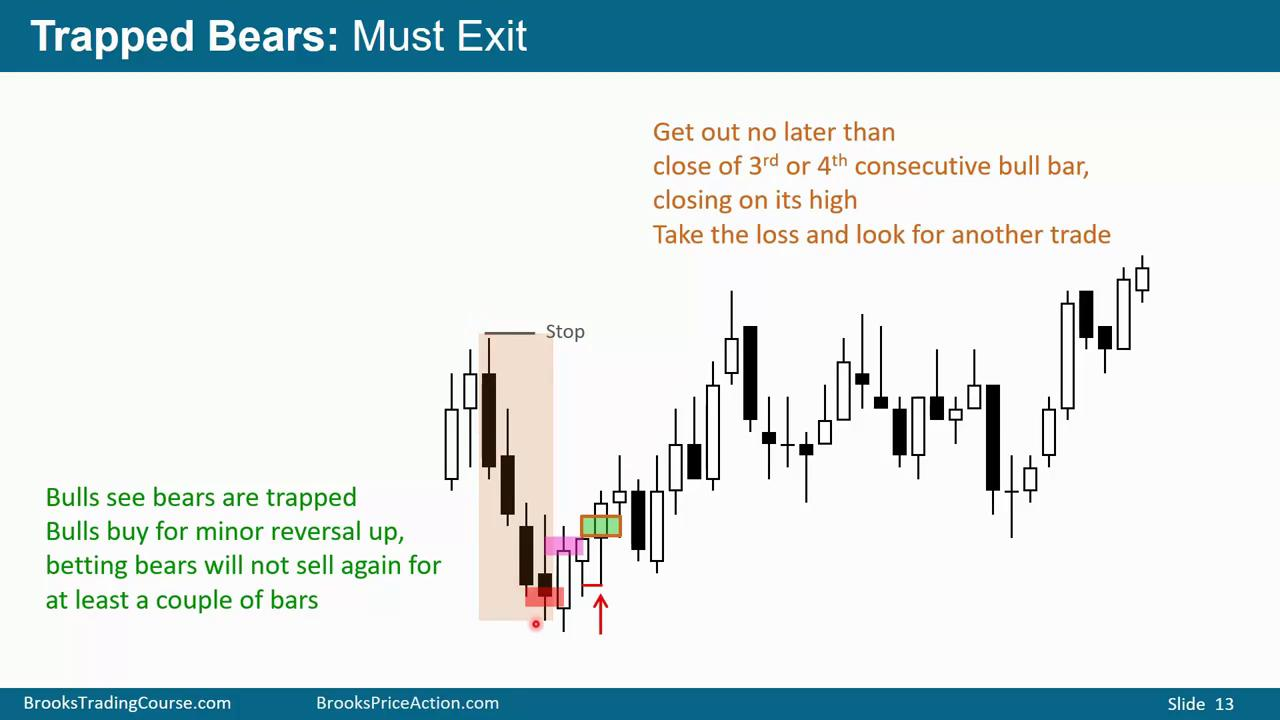 Trapped Bears: Must Exit
Get out no later than
close of 3rd or 4th consecutive bull bar,
closing on its high
Take the loss and look for another trade
Stop
Bulls see bears are trapped
Bulls buy for minor reversal up,
betting bears will not sell again for
at least a couple of bars
BrooksTradingCourse.com
BrooksPriceAction.com
Slide 13